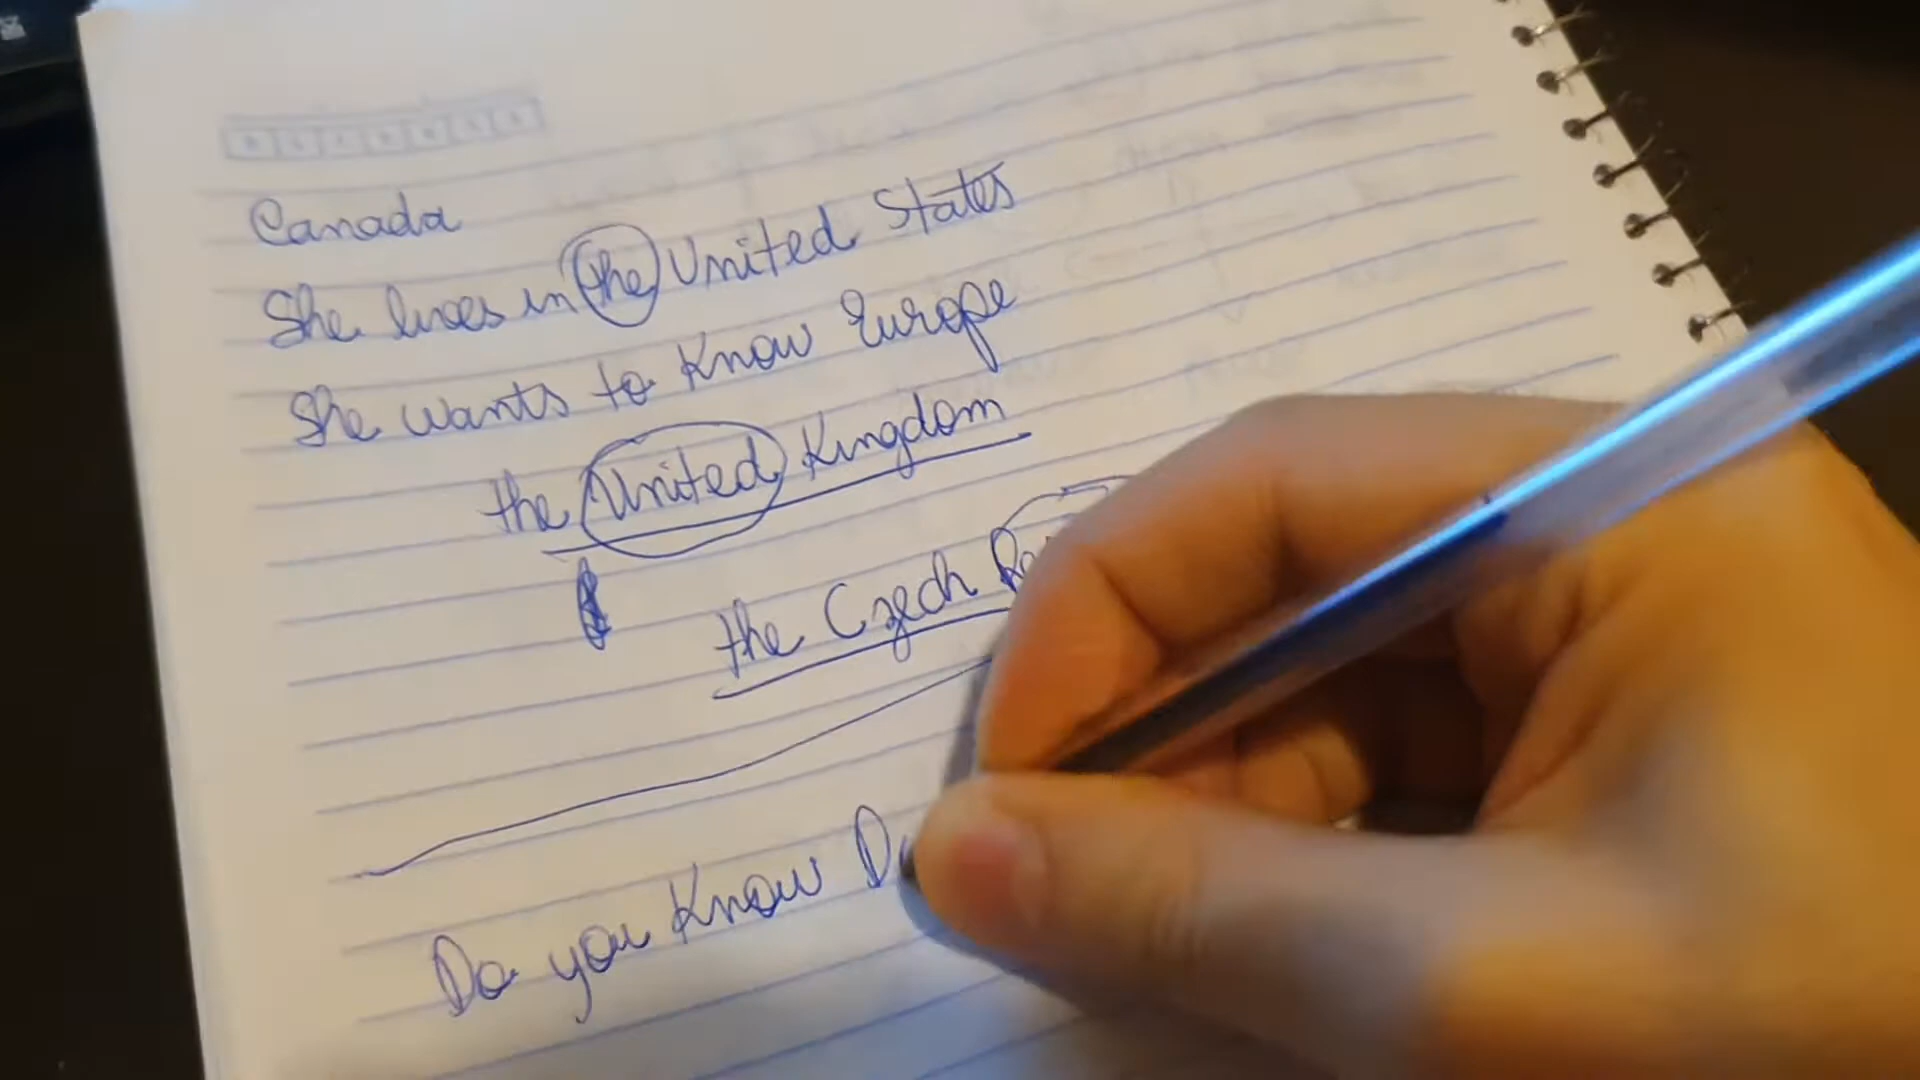 Canada
She lives in the United States
She wants to Know Europe
the United Kingdom
the Czech
Do you Know